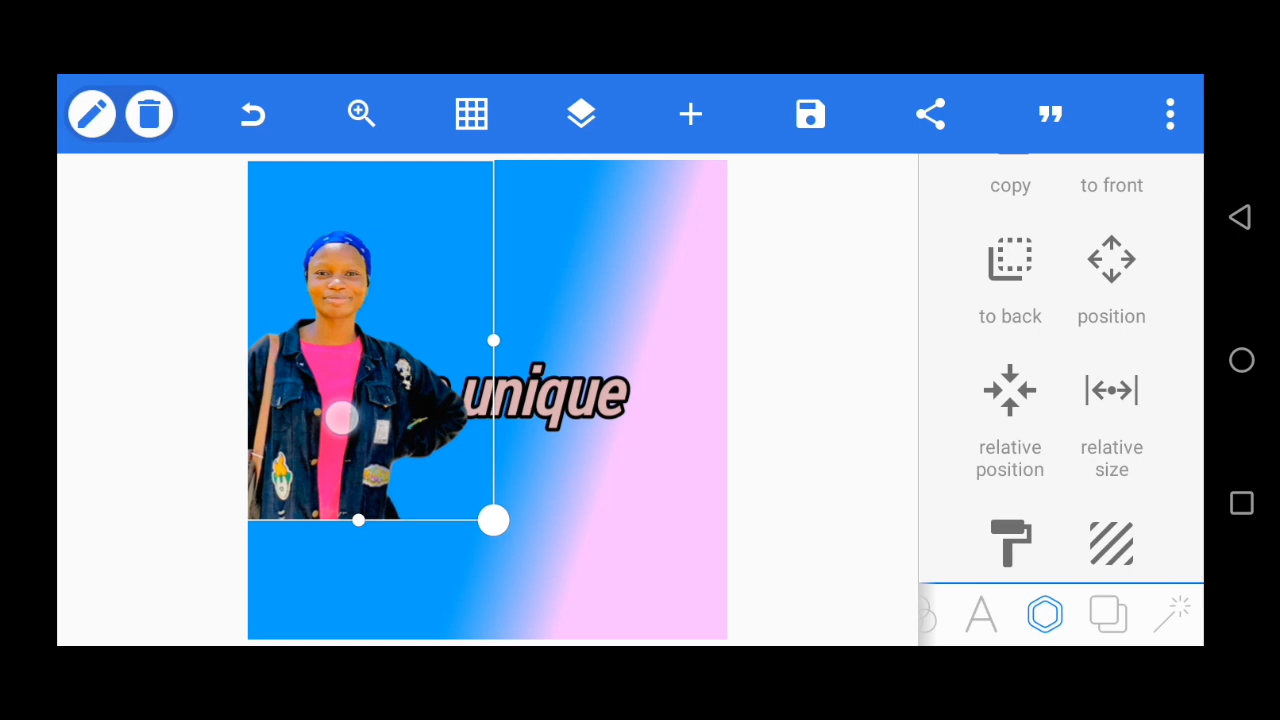 copy
to front
to back
position
unique
relative
position
relative
size